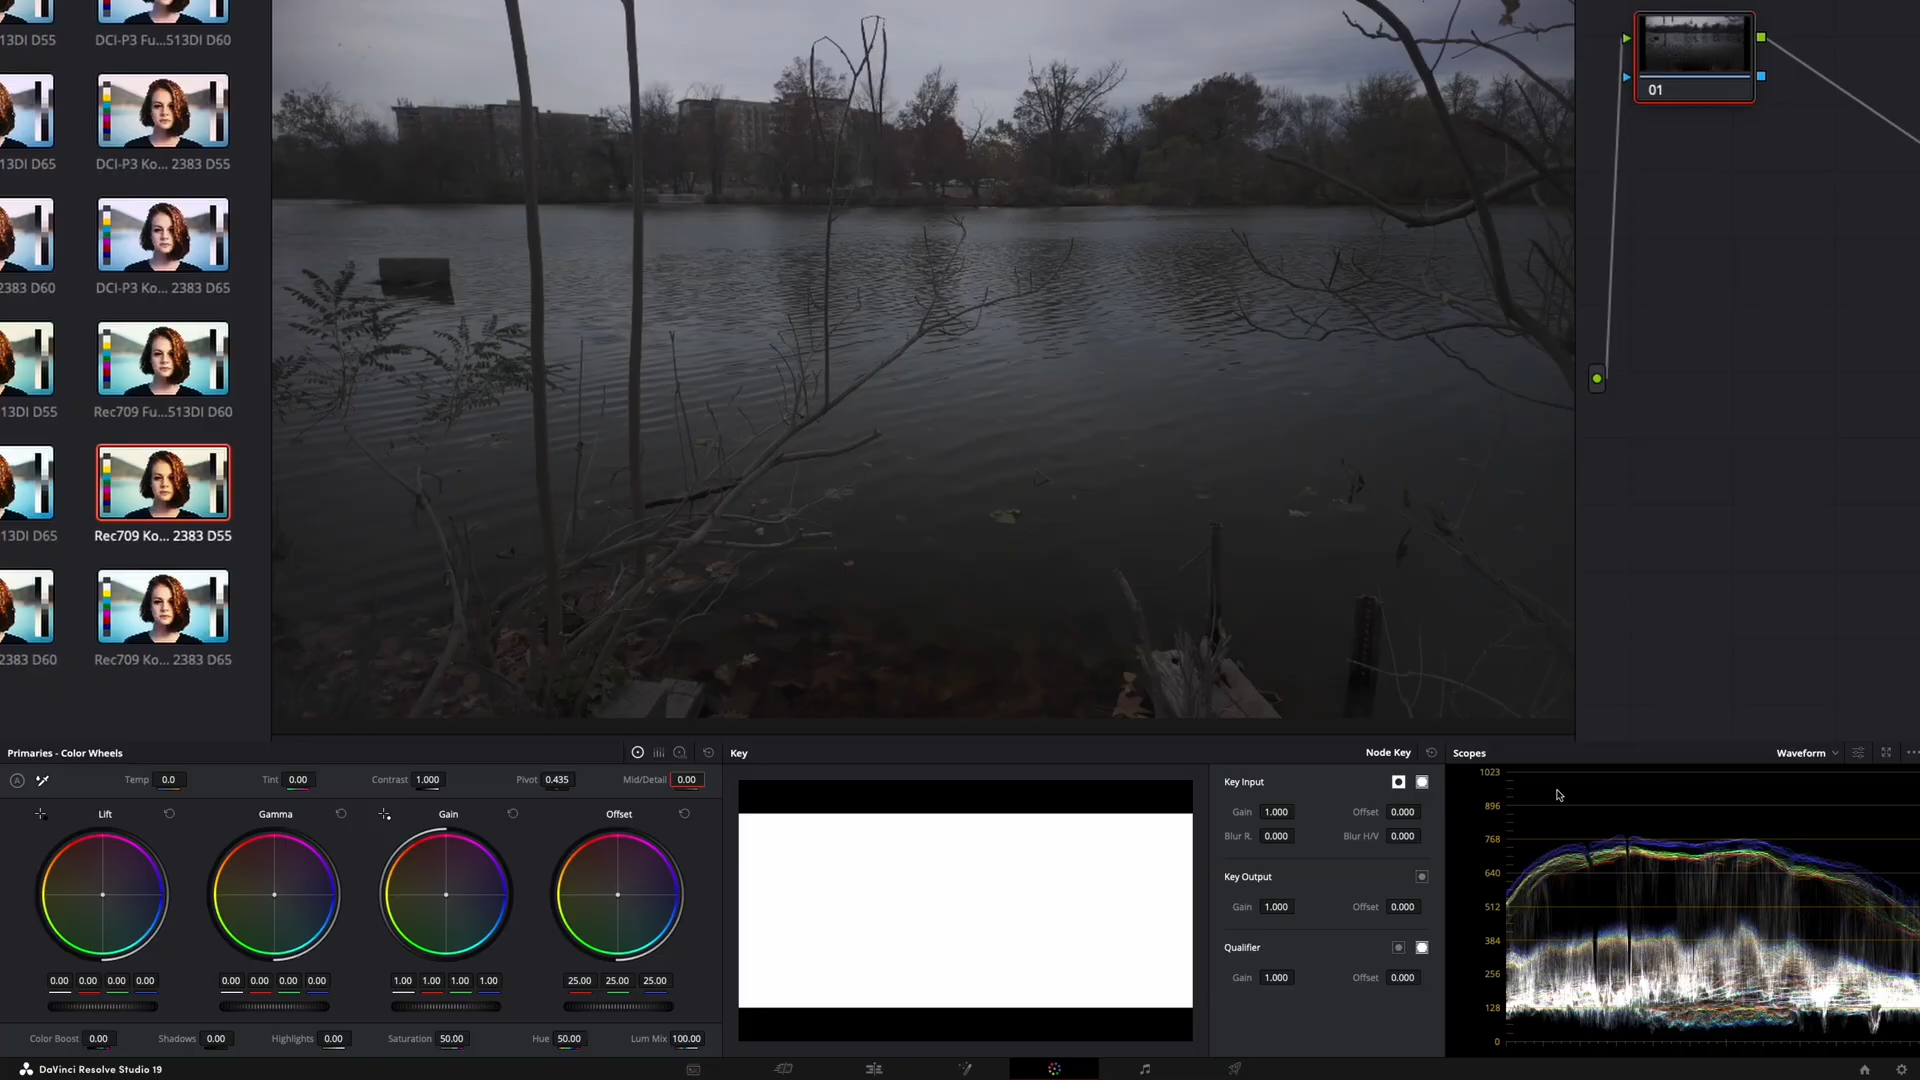 13DI D55
DCI-P3 Fu...513DI D60
13DI D65
DCI-P3 Ko... 2383 D55
2383 D60
DCI-P3 Ko... 2383 D65
513DI D55
Rec709 Fu...513DI D60
13DI D65
Rec709 Ko... 2383 D55
2383 D60
Rec709 Ko... 2383 D65
01
Primaries - Color Wheels
Key
Node Key
Scopes
Waveform
A
Temp 0.0
Tint 0.00
Contrast 1.000
Pivot 0.435
Mid/Detail 0.00
Lift
Gamma
Gain
Offset
0.00 0.00 0.00 0.00
0.00 0.00 0.00 0.00
1.00 1.00 1.00 1.00
25.00 25.00 25.00
Color Boost 0.00
Shadows 0.00
Highlights 0.00
Saturation 50.00
Hue 50.00
Lum Mix 100.00
Key Input
Gain 1.000
Offset 0.000
Blur R. 0.000
Blur H/V 0.000
Key Output
Gain 1.000
Offset 0.000
Qualifier
Gain 1.000
Offset 0.000
1023
896
768
640
512
384
256
128
0
DaVinci Resolve Studio 19